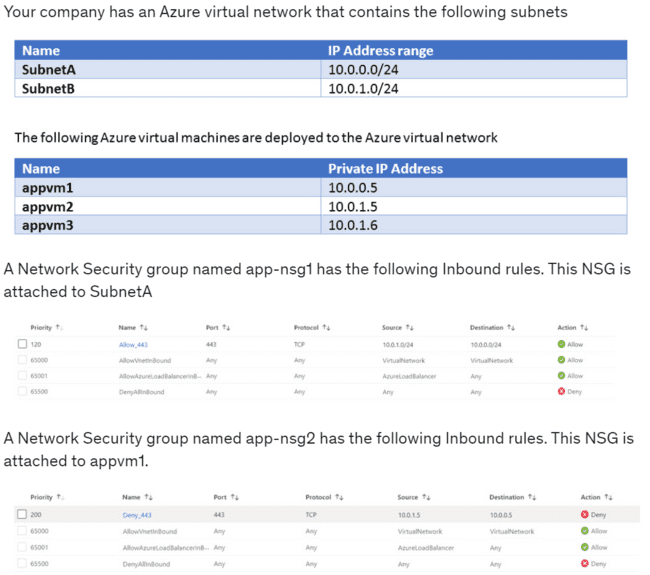 Your company has an Azure virtual network that contains the following subnets
Name IP Address range
SubnetA 10.0.0.0/24
SubnetB 10.0.1.0/24
The following Azure virtual machines are deployed to the Azure virtual network
Name Private IP Address
appvm1 10.0.0.5
appvm2 10.0.1.5
appvm3 10.0.1.6
A Network Security group named app-nsg1 has the following Inbound rules. This NSG is
attached to SubnetA
Priority ↑↓ Name ↑↓ Port ↑↓ Protocol ↑↓ Source ↑↓ Destination ↑↓ Action ↑↓
120 Allow_443 443 TCP 10.0.1.0/24 10.0.0.0/24 Allow
65000 AllowVnetInBound Any Any VirtualNetwork VirtualNetwork Allow
65001 AllowAzureLoadBalancerInB... Any Any AzureLoadBalancer Any Allow
65500 DenyAllInBound Any Any Any Any Deny
A Network Security group named app-nsg2 has the following Inbound rules. This NSG is
attached to appvm1.
Priority ↑ Name ↑↓ Port ↑↓ Protocol ↑↓ Source ↑↓ Destination ↑↓ Action ↑↓
200 Deny_443 443 TCP 10.0.1.5 10.0.0.5 Deny
65000 AllowVnetInBound Any Any VirtualNetwork VirtualNetwork Allow
65001 AllowAzureLoadBalancerInB... Any Any AzureLoadBalancer Any Allow
65500 DenyAllInBound Any Any Any Any Deny